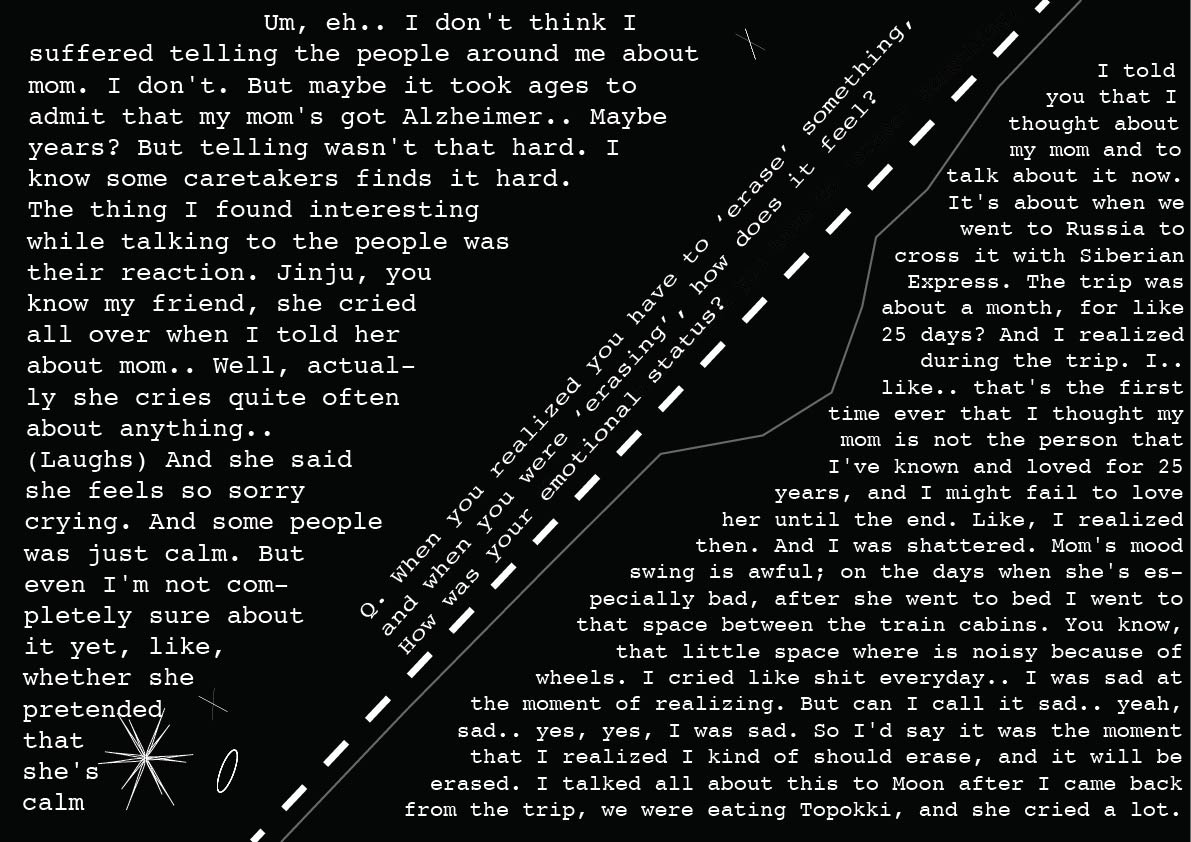 Um, eh.. I don't think I
suffered telling the people around me about
mom. I don't. But maybe it took ages to
admit that my mom's got Alzheimer.. Maybe
years? But telling wasn't that hard. I
know some caretakers finds it hard.
The thing I found interesting
while talking to the people was
their reaction. Jinju, you
know my friend, she cried
all over when I told her
about mom.. Well, actual-
ly she cries quite often
about anything..
(Laughs) And she said
she feels so sorry
crying. And some people
was just calm. But
even I'm not com-
pletely sure about
it yet, like,
whether she
pretended
that
she's
calm
Q. When you realized you have to ‘erase’ something,
and when you were ‘erasing’, how does it feel?
How was your emotional status?
I told
you that I
thought about
my mom and to
talk about it now.
It's about when we
went to Russia to
cross it with Siberian
Express. The trip was
about a month, for like
25 days? And I realized
during the trip. I..
like.. that's the first
time ever that I thought my
mom is not the person that
I've known and loved for 25
years, and I might fail to love
her until the end. Like, I realized
then. And I was shattered. Mom's mood
swing is awful; on the days when she's es-
pecially bad, after she went to bed I went to
that space between the train cabins. You know,
that little space where is noisy because of
wheels. I cried like shit everyday.. I was sad at
the moment of realizing. But can I call it sad.. yeah,
sad.. yes, yes, I was sad. So I'd say it was the moment
that I realized I kind of should erase, and it will be
erased. I talked all about this to Moon after I came back
from the trip, we were eating Topokki, and she cried a lot.